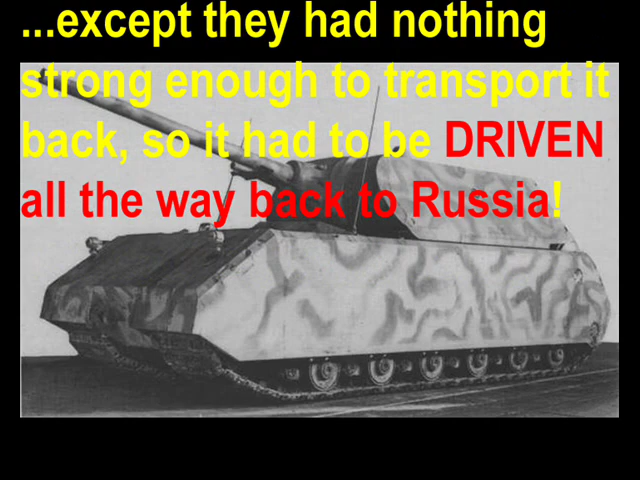 ...except they had nothing
strong enough to transport it
back, so it had to be DRIVEN
all the way back to Russia!